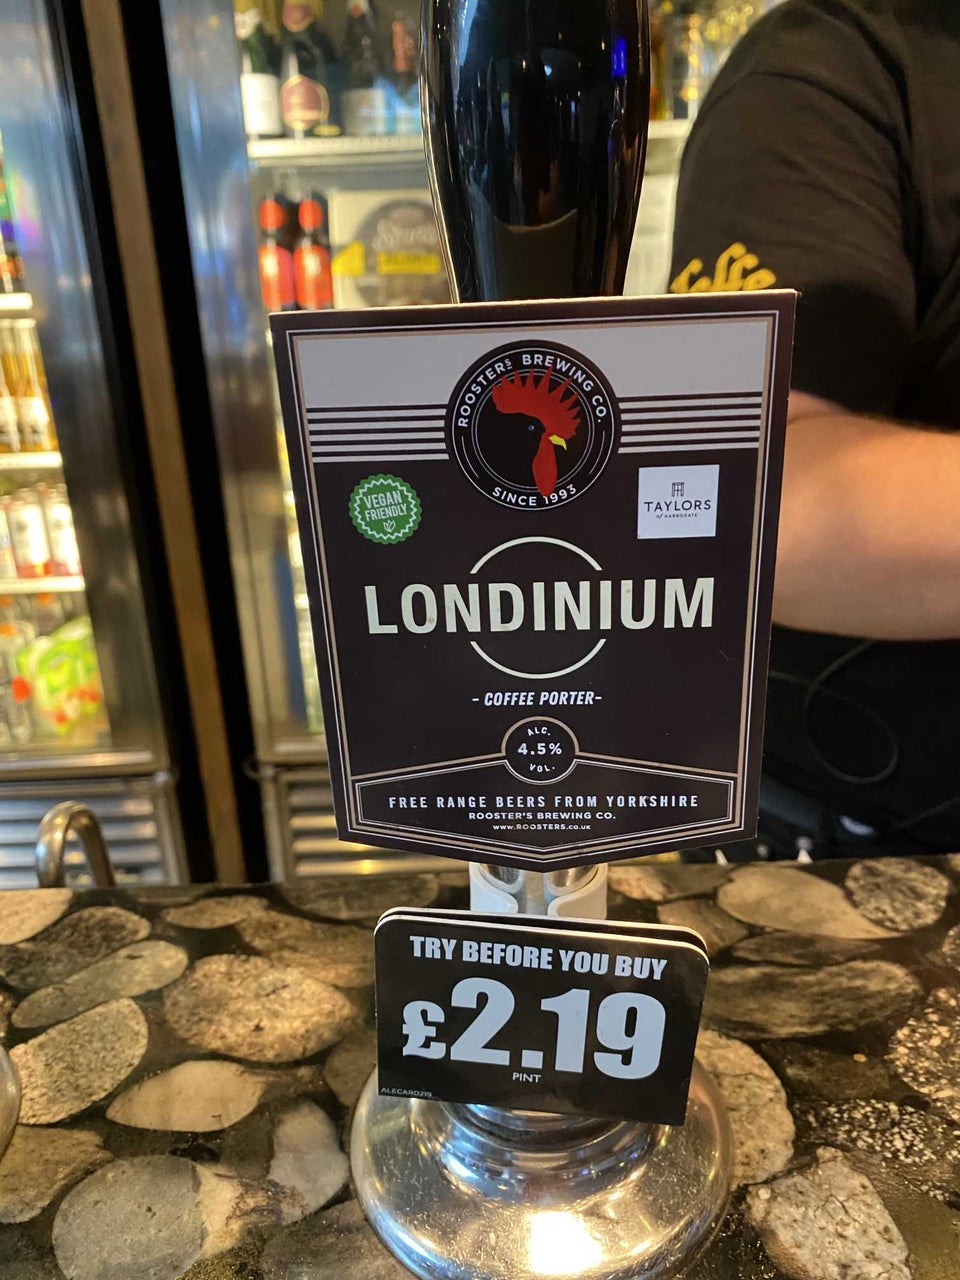 ROOSTERS BREWING CO.
SINCE 1993
VEGAN
FRIENDLY
TAYLORS
of HARROGATE
LONDINIUM
- COFFEE PORTER-
ALC.
4.5%
VOL.
FREE RANGE BEERS FROM YORKSHIRE
ROOSTER'S BREWING CO.
www.ROOSTERS.co.uk
TRY BEFORE YOU BUY
£2.19
PINT
ALECARD219